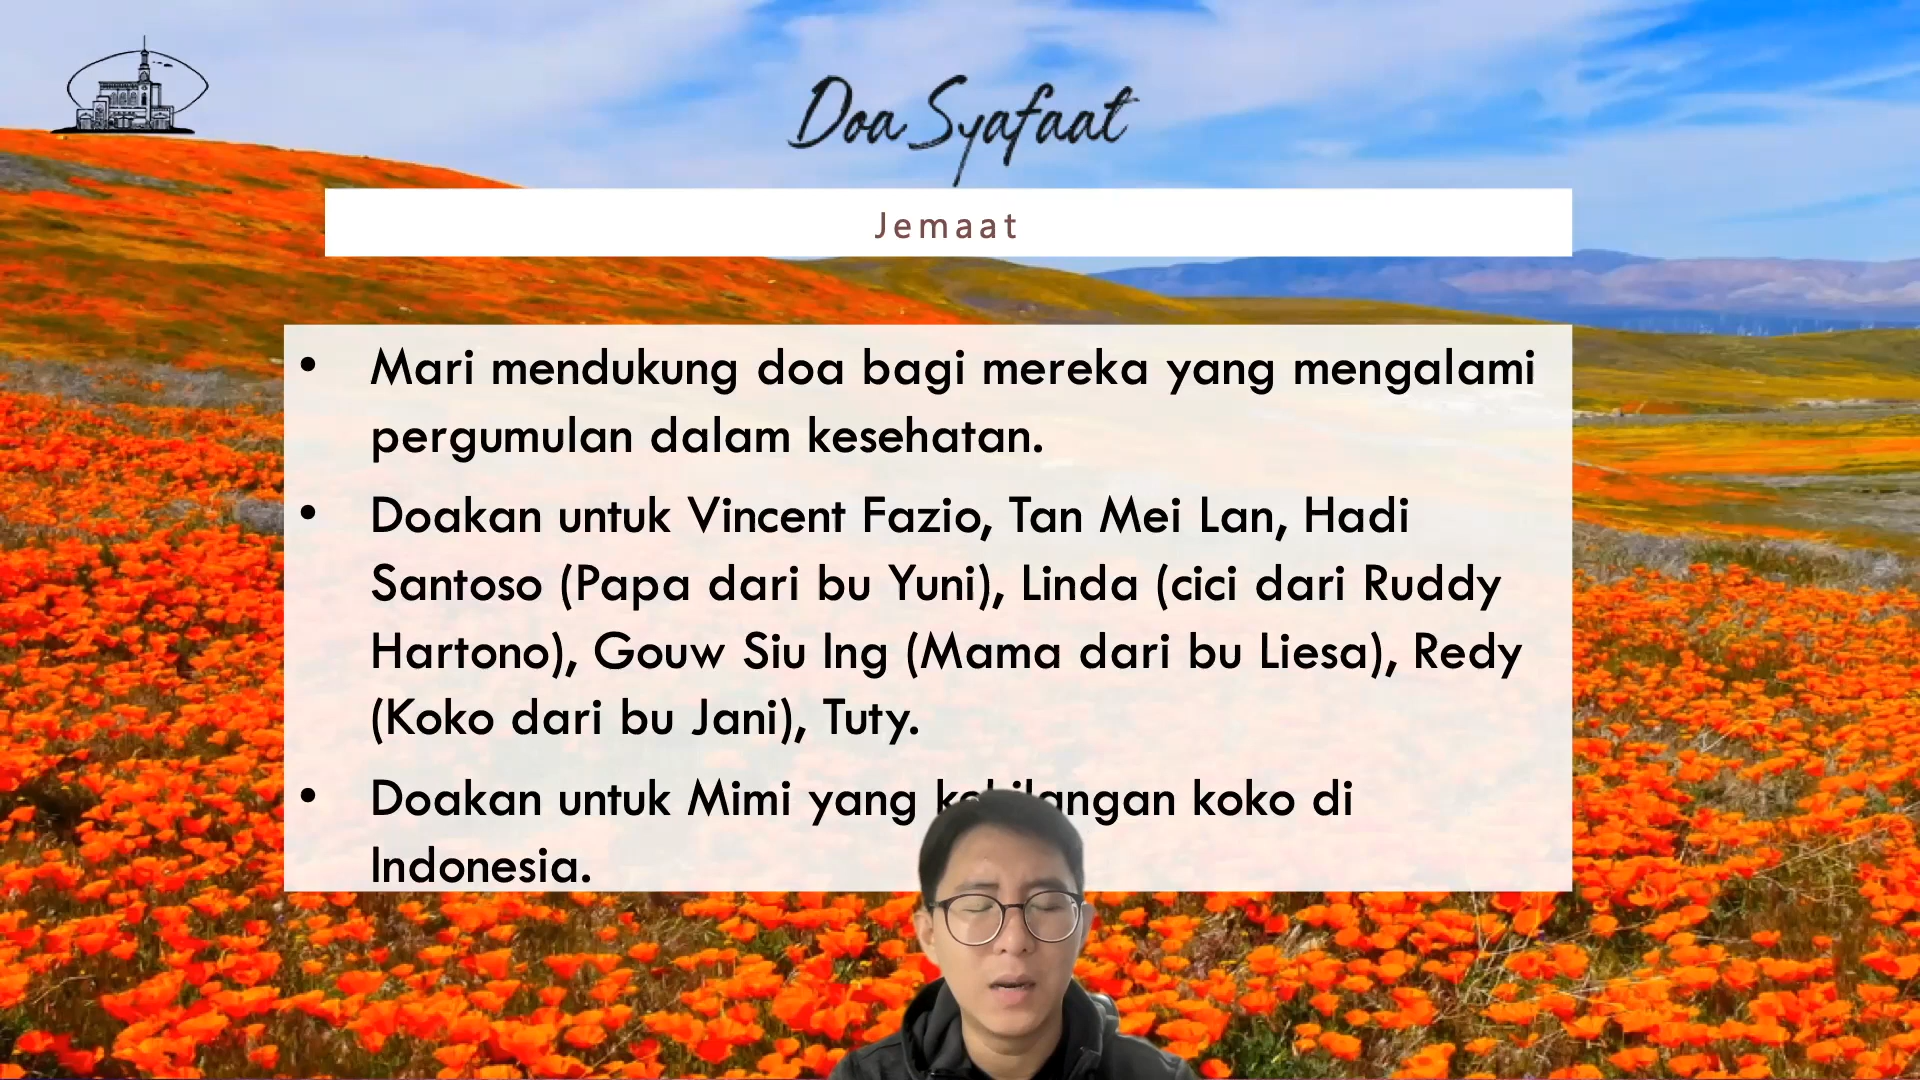 Doa Syafaat
Jemaat
• Mari mendukung doa bagi mereka yang mengalami
pergumulan dalam kesehatan.
• Doakan untuk Vincent Fazio, Tan Mei Lan, Hadi
Santoso (Papa dari bu Yuni), Linda (cici dari Ruddy
Hartono), Gouw Siu Ing (Mama dari bu Liesa), Redy
(Koko dari bu Jani), Tuty.
• Doakan untuk Mimi yang kehilangan koko di
Indonesia.